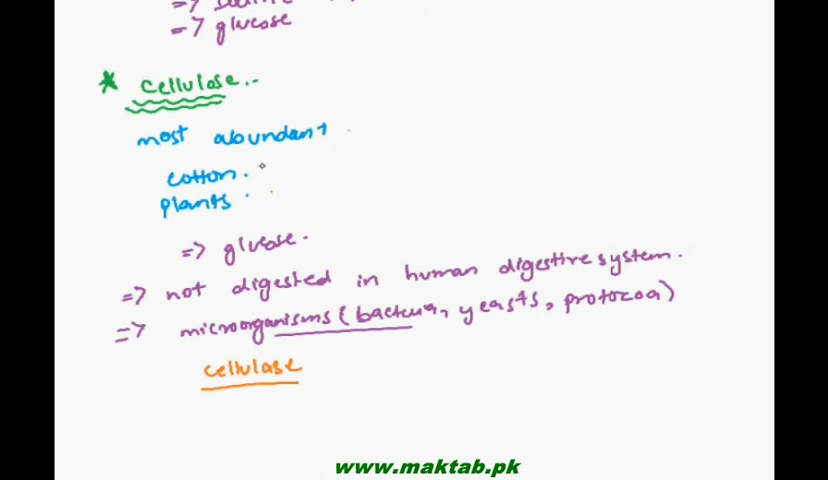 => glucose
* cellulose.-
most abundant
cotton.
plants
=> glucose.
=> not digested in human digestive system.
=> microorganisms (bacteria, yeasts, protozoa)
cellulase
www.maktab.pk